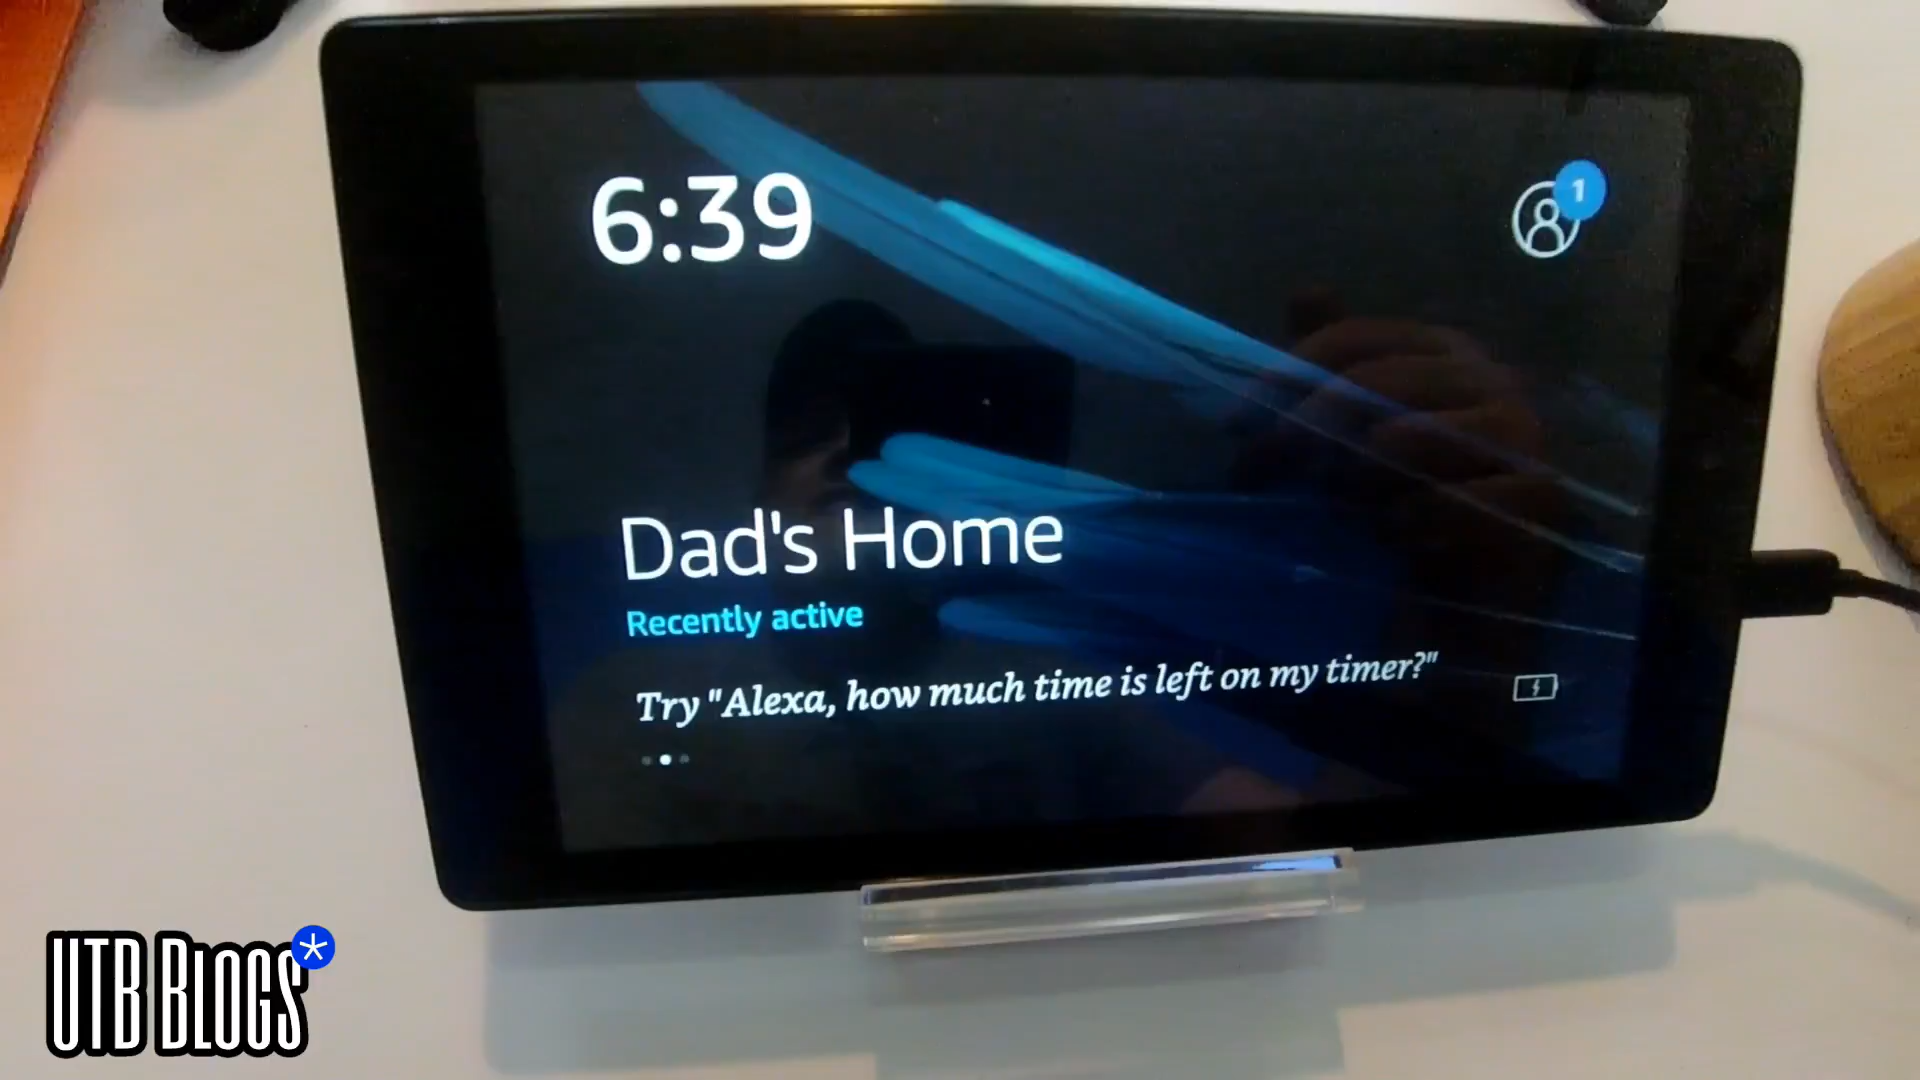 6:39
1
Dad's Home
Recently active
Try "Alexa, how much time is left on my timer?"
UTB BLOGS*